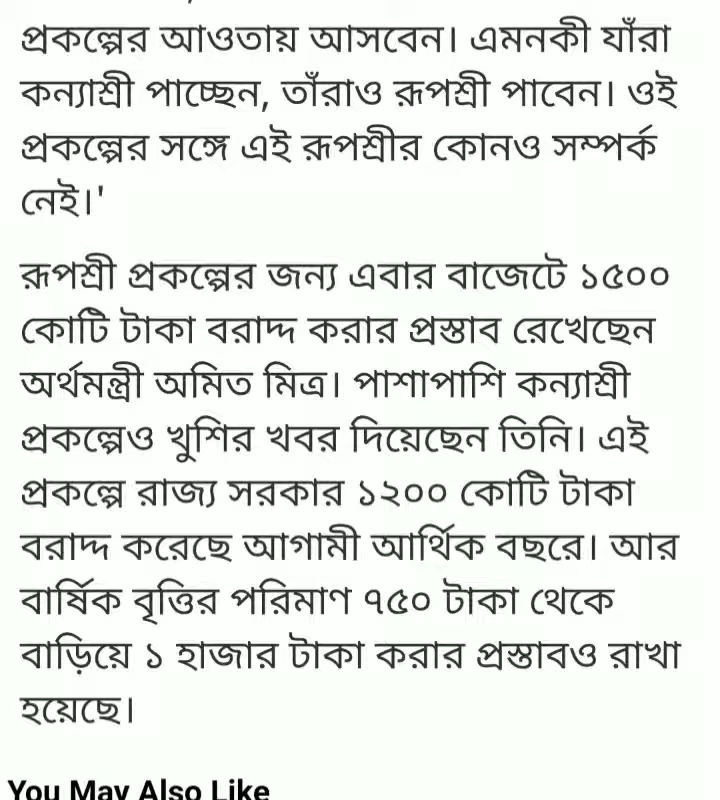 প্রকল্পের আওতায় আসবেন। এমনকী যাঁরা
কন্যাশ্রী পাচ্ছেন, তাঁরাও রূপশ্রী পাবেন। ওই
প্রকল্পের সঙ্গে এই রূপশ্রীর কোনও সম্পর্ক
নেই।'
রূপশ্রী প্রকল্পের জন্য এবার বাজেটে ১৫০০
কোটি টাকা বরাদ্দ করার প্রস্তাব রেখেছেন
অর্থমন্ত্রী অমিত মিত্র। পাশাপাশি কন্যাশ্রী
প্রকল্পেও খুশির খবর দিয়েছেন তিনি। এই
প্রকল্পে রাজ্য সরকার ১২০০ কোটি টাকা
বরাদ্দ করেছে আগামী আর্থিক বছরে। আর
বার্ষিক বৃত্তির পরিমাণ ৭৫০ টাকা থেকে
বাড়িয়ে ১ হাজার টাকা করার প্রস্তাবও রাখা
হয়েছে।
You May Also Like